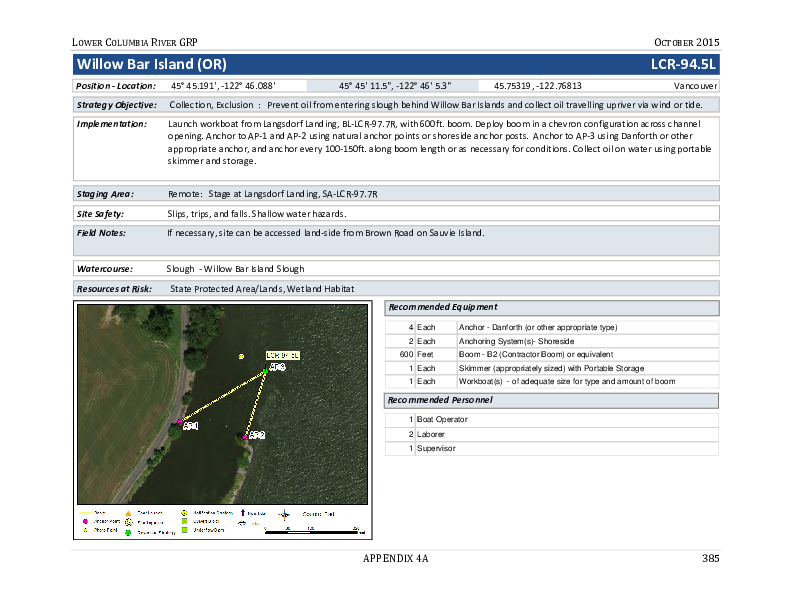 LOWER COLUMBIA RIVER GRP OCTOBER 2015
Willow Bar Island (OR) LCR-94.5L
Position - Location: 45° 45.191', -122° 46.088' 45° 45' 11.5", -122° 46' 5.3" 45.75319, -122.76813 Vancouver
Strategy Objective: Collection, Exclusion : Prevent oil from entering slough behind Willow Bar Islands and collect oil travelling upriver via wind or tide.
Implementation: Launch workboat from Langsdorf Landing, BL-LCR-97.7R, with 600ft. boom. Deploy boom in a chevron configuration across channel
opening. Anchor to AP-1 and AP-2 using natural anchor points or shoreside anchor posts. Anchor to AP-3 using Danforth or other
appropriate anchor, and anchor every 100-150ft. along boom length or as necessary for conditions. Collect oil on water using portable
skimmer and storage.
Staging Area: Remote: Stage at Langsdorf Landing, SA-LCR-97.7R
Site Safety: Slips, trips, and falls. Shallow water hazards.
Field Notes: If necessary, site can be accessed land-side from Brown Road on Sauvie Island.
Watercourse: Slough - Willow Bar Island Slough
Resources at Risk: State Protected Area/Lands, Wetland Habitat
LCR-94.5L
AP-3
AP-1
AP-2
Recommended Equipment
4 Each Anchor - Danforth (or other appropriate type)
2 Each Anchoring System(s)- Shoreside
600 Feet Boom - B2 (Contractor Boom) or equivalent
1 Each Skimmer (appropriately sized) with Portable Storage
1 Each Workboat(s) - of adequate size for type and amount of boom
Recommended Personnel
1 Boat Operator
2 Laborer
1 Supervisor
Anchor Point
Photo Point
APPENDIX 4A 385